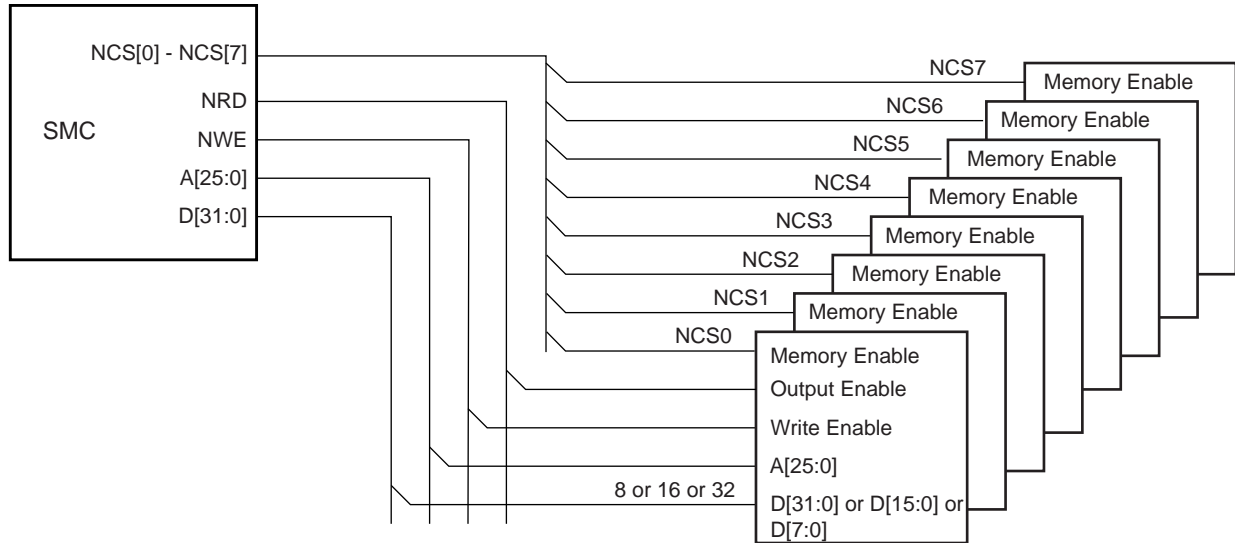 SMC
NCS[0] - NCS[7]
NRD
NWE
A[25:0]
D[31:0]
NCS7
Memory Enable
NCS6
Memory Enable
NCS5
Memory Enable
NCS4
Memory Enable
NCS3
Memory Enable
NCS2
Memory Enable
NCS1
Memory Enable
NCS0
Memory Enable
Output Enable
Write Enable
A[25:0]
8 or 16 or 32
D[31:0] or D[15:0] or
D[7:0]